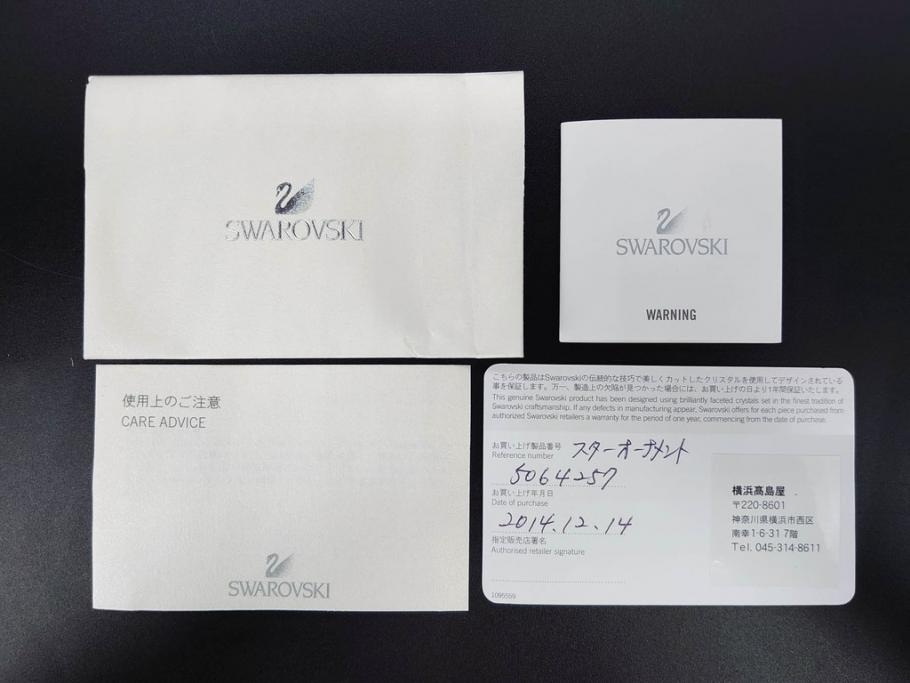 SWAROVSKI
SWAROVSKI
WARNING
使用上のご注意
CARE ADVICE
SWAROVSKI
こちらの製品はSwarovskiの伝統的な技巧で美しくカットしたクリスタルを使用してデザインされている
事を保証します。万一、製造上の欠陥が見つかった場合には、お買い上げの日より1年間保証いたします。
This genuine Swarovski product has been designed using brilliantly faceted crystals set in the finest tradition of
Swarovski craftsmanship. If any defects in manufacturing appear, Swarovski offers for each piece purchased from
authorized Swarovski retailers a warranty for the period of one year, commencing from the date of purchase.
お買い上げ製品番号 スターオーナメント
Reference number
5064257
お買い上げ年月日
Date of purchase
2014.12.14
指定販売店署名
Authorised retailer signature
横浜髙島屋
〒220-8601
神奈川県横浜市西区
南幸1-6-31 7階
Tel. 045-314-8611
1095559